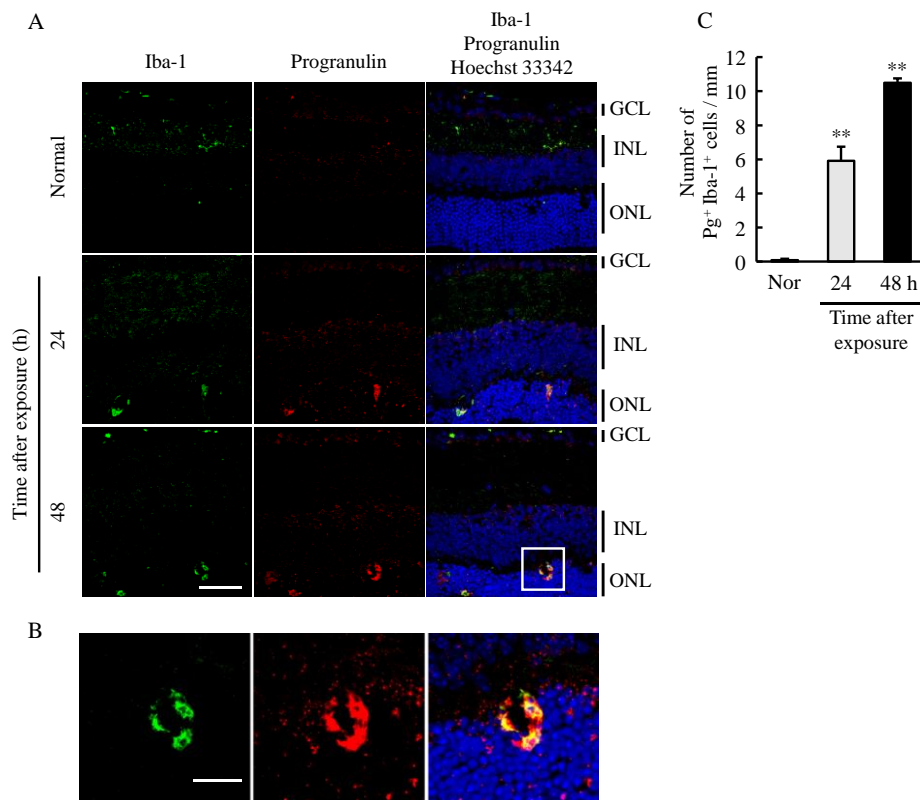 A
Iba-1
Progranulin
Iba-1
Progranulin
Hoechst 33342
Normal
GCL
INL
ONL
Time after exposure (h)
24
GCL
INL
ONL
48
GCL
INL
ONL
B
C
Number of
Pg⁺ Iba-1⁺ cells / mm
12
10
8
6
4
2
0
**
**
Nor
24
48 h
Time after
exposure